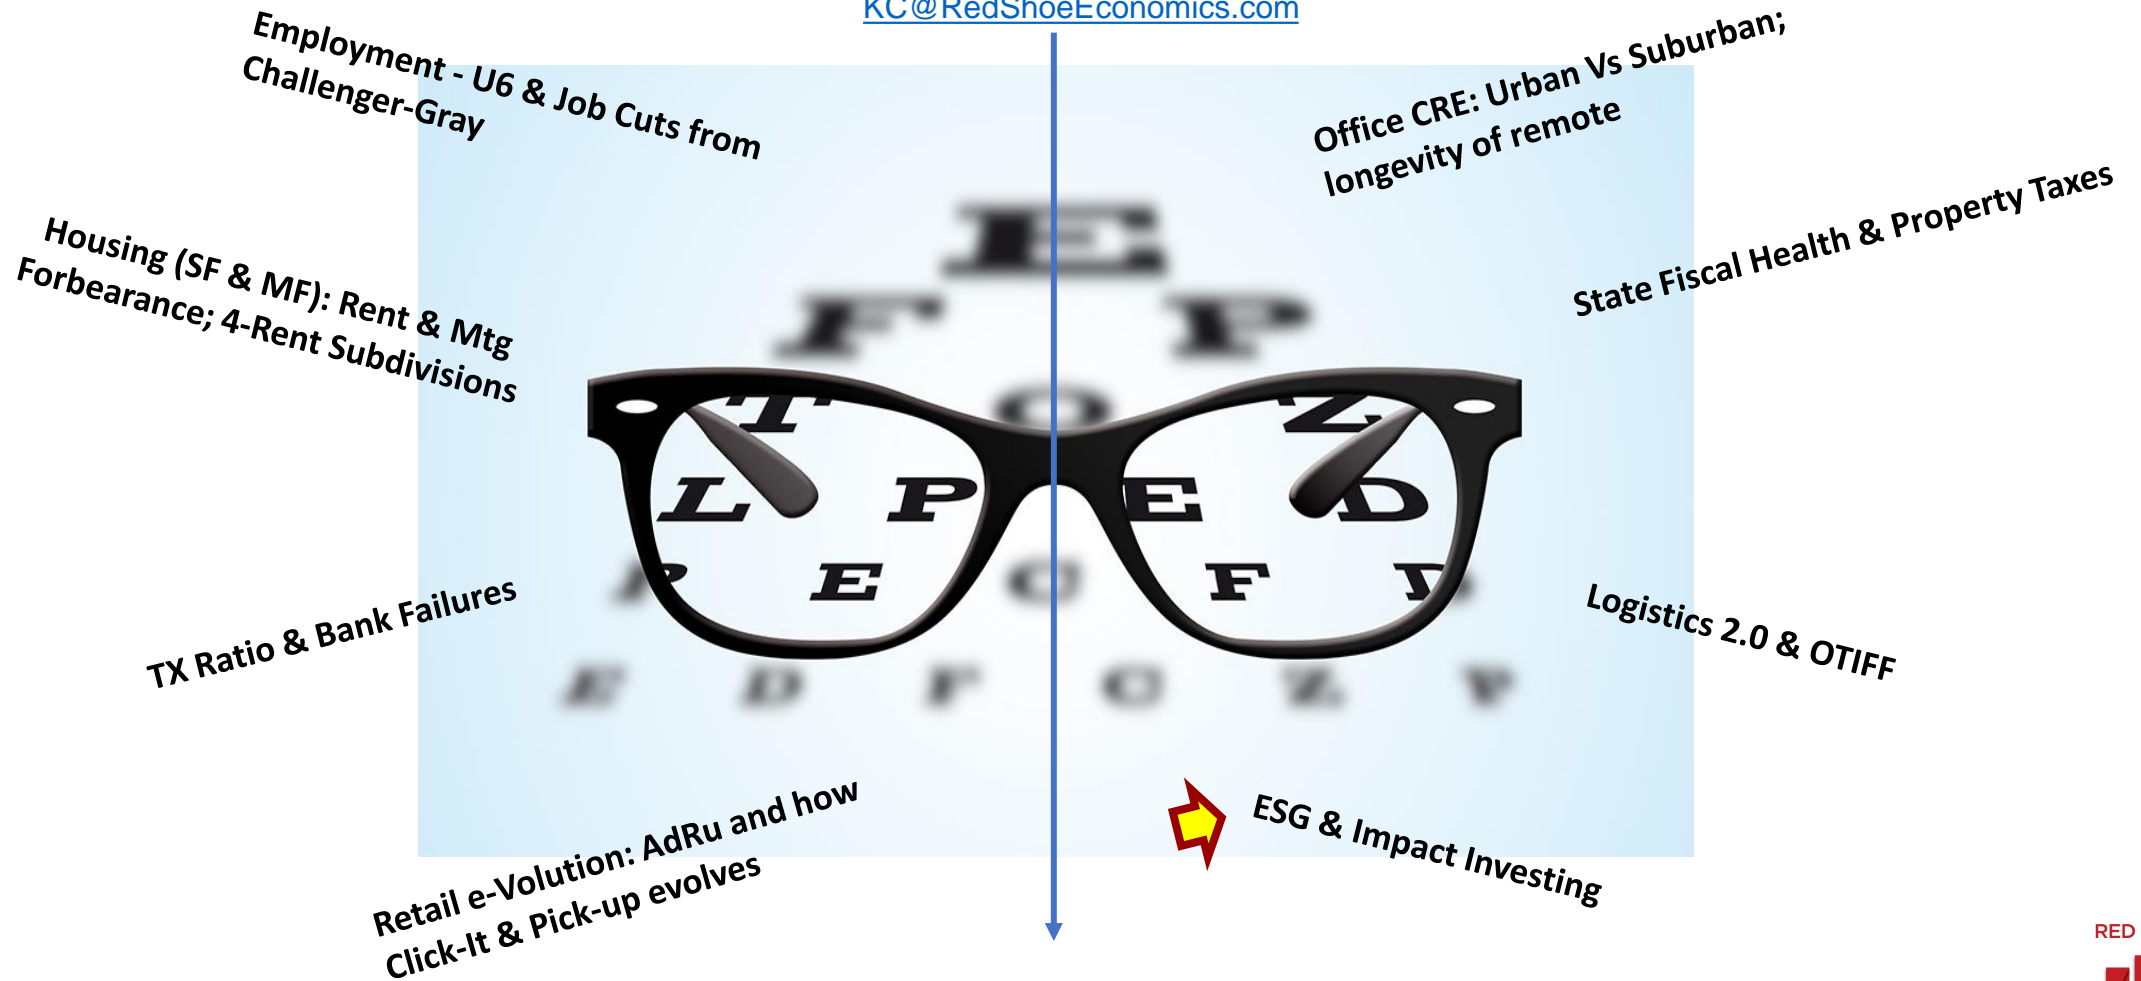 KC@RedShoeEconomics.com
Employment - U6 & Job Cuts from
Challenger-Gray
Office CRE: Urban Vs Suburban;
longevity of remote
Housing (SF & MF): Rent & Mtg
Forbearance; 4-Rent Subdivisions
State Fiscal Health & Property Taxes
E
F P
T O Z
L P E D
P E C F D
E D F C Z P
TX Ratio & Bank Failures
Logistics 2.0 & OTIFF
Retail e-Volution: AdRu and how
Click-It & Pick-up evolves
ESG & Impact Investing
RED